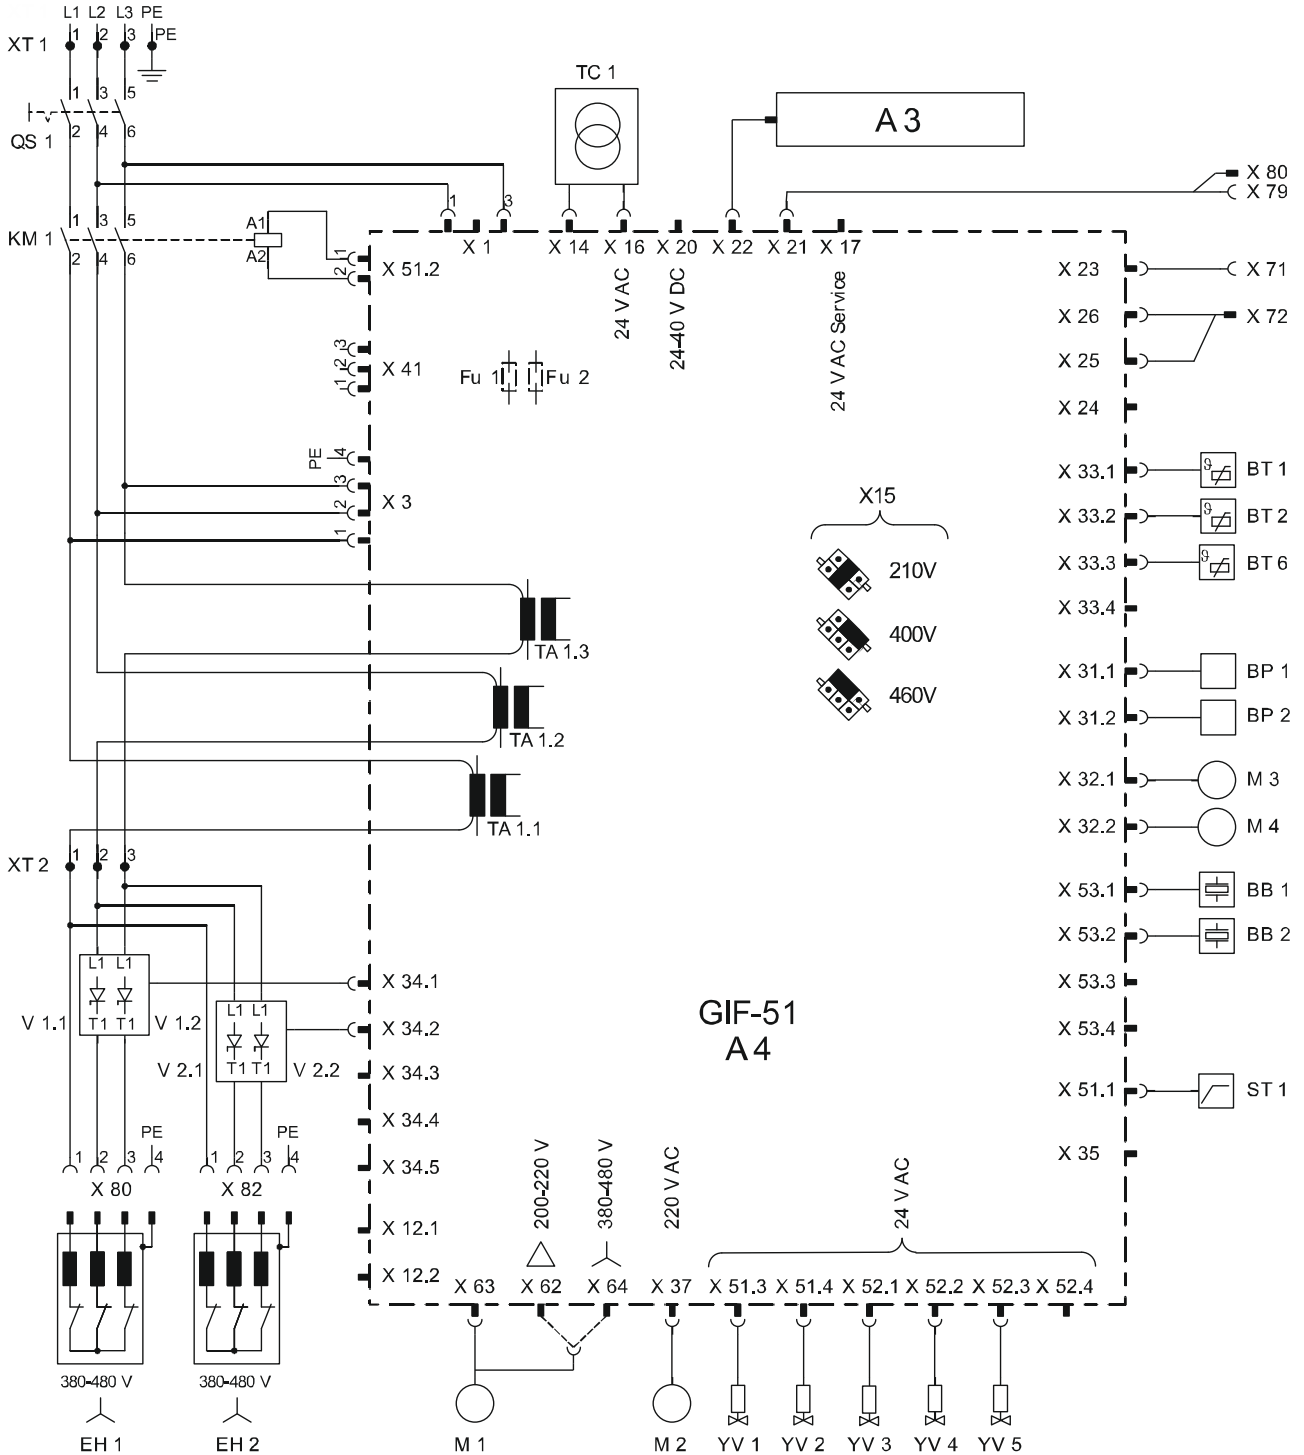 L1 L2 L3 PE
XT 1 1 2 3 PE
TC 1
A 3
1 3 5
QS 1 2 4 6
X 80
X 79
1 3
1 3 5
KM 1 2 4 6
A1
A2
1
2
X 51.2
X 1 X 14 X 16 X 20 X 22 X 21 X 17
24 V AC
24-40 V DC
24 V AC Service
X 23 X 71
X 26 X 72
X 25
X 24
3
2
1
X 41
Fu 1 Fu 2
PE 4
3
2
1
X 3
X 33.1 BT 1
X 33.2 BT 2
X 33.3 BT 6
X 33.4
ϑ
ϑ
ϑ
X15
210V
400V
460V
TA 1.3
TA 1.2
TA 1.1
X 31.1 BP 1
X 31.2 BP 2
X 32.1 M 3
X 32.2 M 4
X 53.1 BB 1
X 53.2 BB 2
X 53.3
X 53.4
X 51.1 ST 1
X 35
XT 2 1 2 3
L1 L1
V 1.1 T1 T1 V 1.2
L1 L1
V 2.1 T1 T1 V 2.2
X 34.1
X 34.2
X 34.3
X 34.4
X 34.5
X 12.1
X 12.2
GIF-51
A 4
PE PE
1 2 3 4 1 2 3 4
X 80 X 82
200-220 V
380-480 V
220 V AC
24 V AC
X 63 X 62 X 64 X 37 X 51.3 X 51.4 X 52.1 X 52.2 X 52.3 X 52.4
380-480 V 380-480 V
EH 1 EH 2 M 1 M 2 YV 1 YV 2 YV 3 YV 4 YV 5